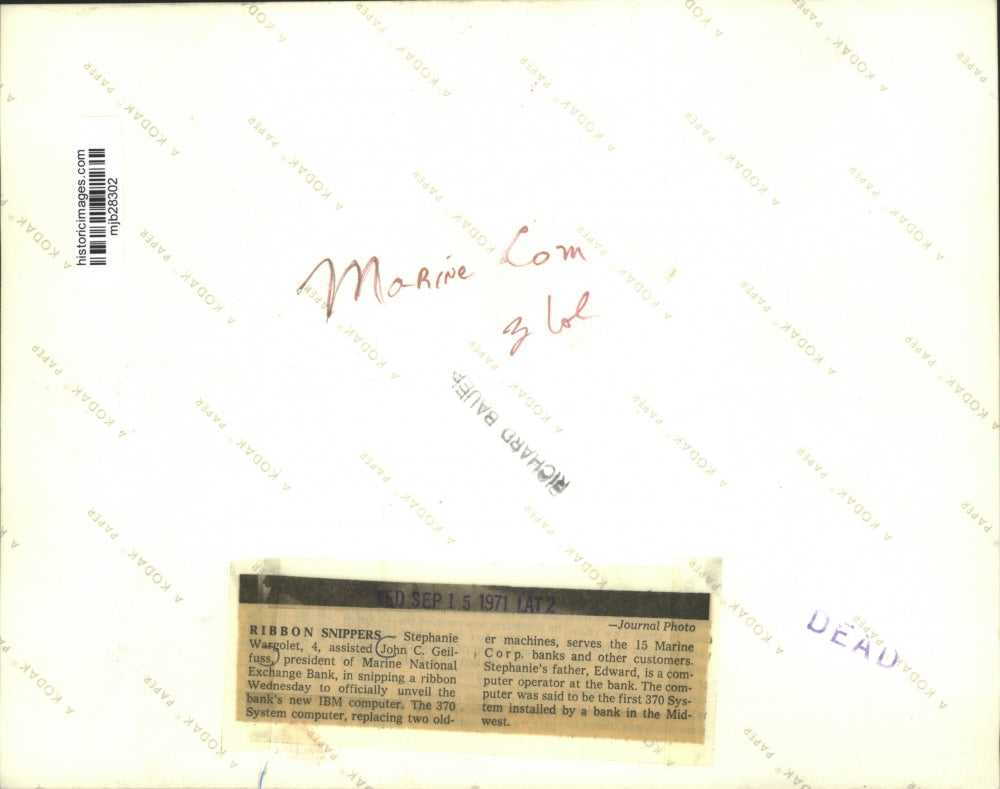 historicimages.com
mjb28302
Marine Com
3 col
RICHARD BAUER
DEAD
WED SEP 15 1971 LAT 2
—Journal Photo
RIBBON SNIPPERS — Stephanie
Wargolet, 4, assisted John C. Geil-
fuss, president of Marine National
Exchange Bank, in snipping a ribbon
Wednesday to officially unveil the
bank's new IBM computer. The 370
System computer, replacing two old-
er machines, serves the 15 Marine
Corp. banks and other customers.
Stephanie's father, Edward, is a com-
puter operator at the bank. The com-
puter was said to be the first 370 Sys-
tem installed by a bank in the Mid-
west.
A KODAK® PAPER